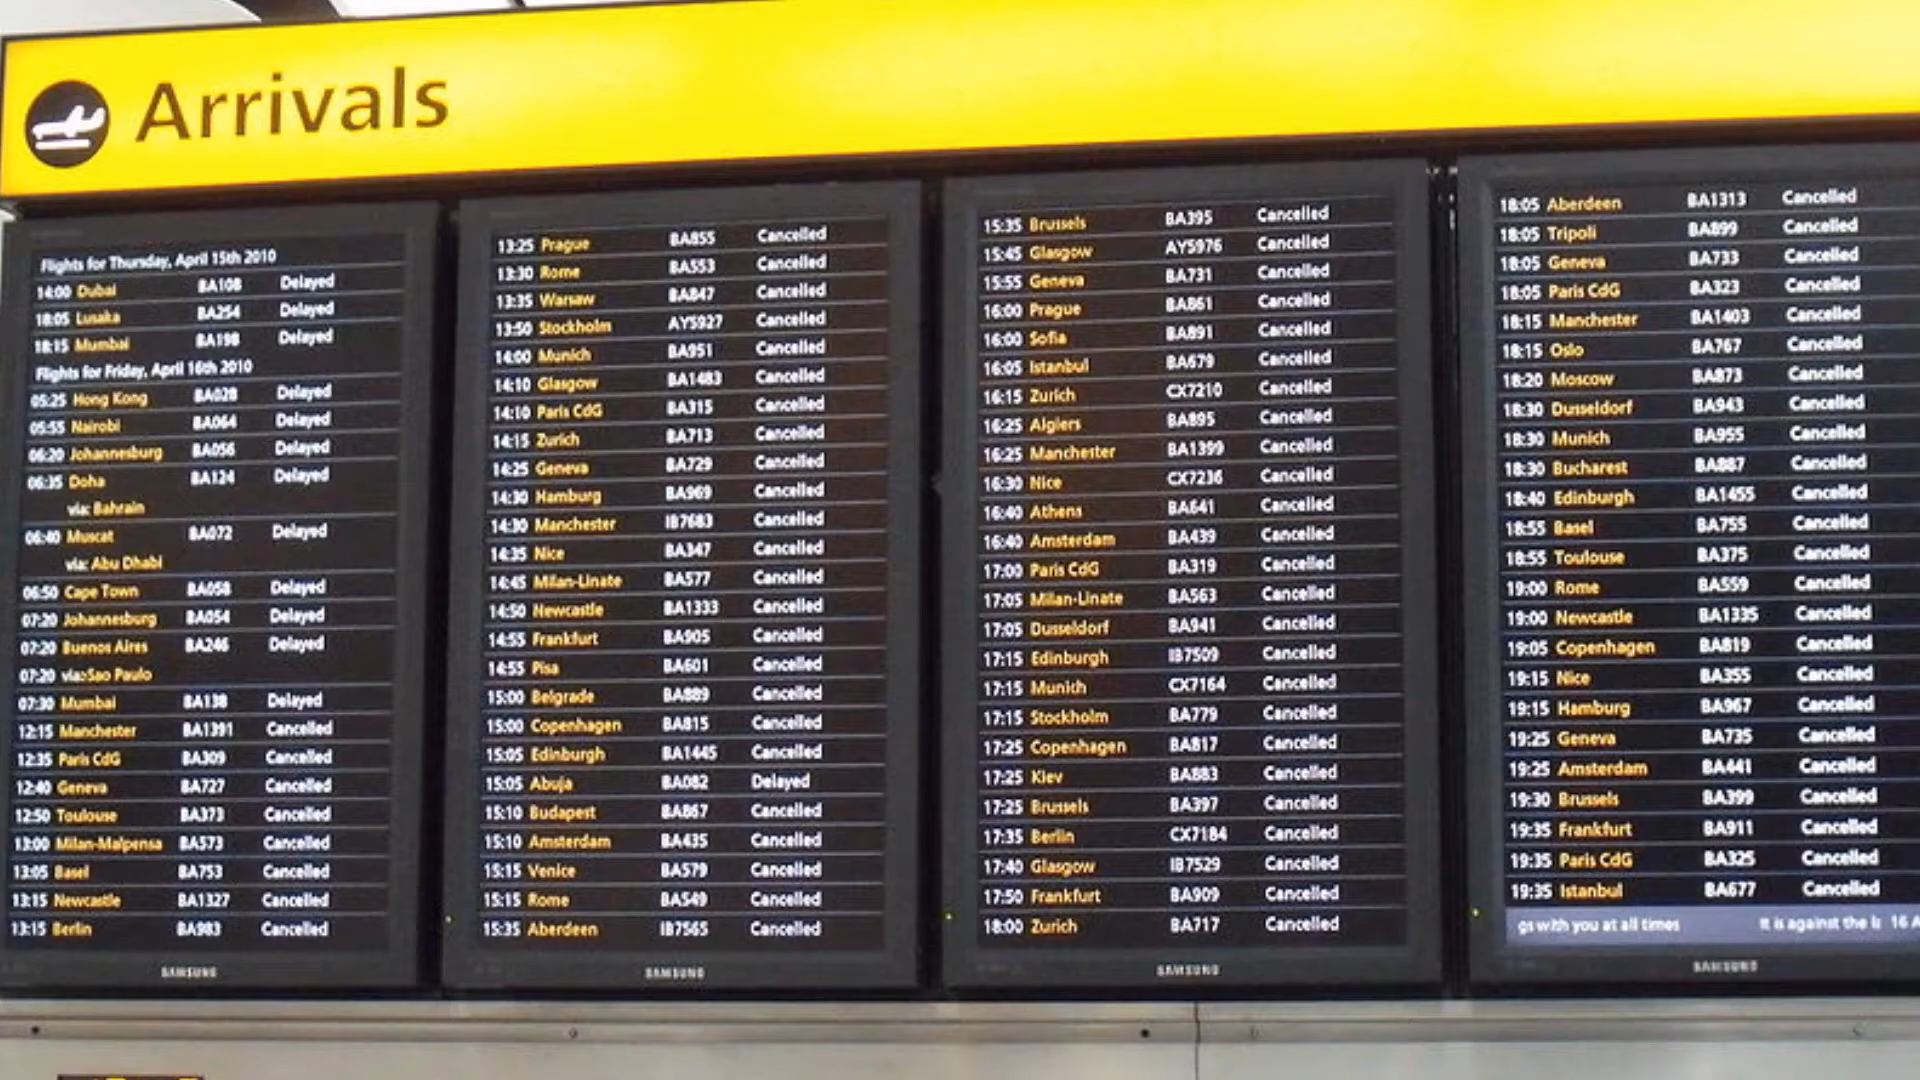 Arrivals
Flights for Thursday, April 15th 2010
14:00 Dubai BA108 Delayed
18:05 Lusaka BA254 Delayed
18:15 Mumbai BA198 Delayed
Flights for Friday, April 16th 2010
05:25 Hong Kong BA028 Delayed
05:55 Nairobi BA064 Delayed
06:20 Johannesburg BA056 Delayed
06:35 Doha BA124 Delayed
via: Bahrain
06:40 Muscat BA072 Delayed
via: Abu Dhabi
06:50 Cape Town BA058 Delayed
07:20 Johannesburg BA054 Delayed
07:20 Buenos Aires BA246 Delayed
07:20 via:Sao Paulo
07:30 Mumbai BA138 Delayed
12:15 Manchester BA1391 Cancelled
12:35 Paris CdG BA309 Cancelled
12:40 Geneva BA727 Cancelled
12:50 Toulouse BA373 Cancelled
13:00 Milan-Malpensa BA573 Cancelled
13:05 Basel BA753 Cancelled
13:15 Newcastle BA1327 Cancelled
13:15 Berlin BA983 Cancelled
SAMSUNG
13:25 Prague BA855 Cancelled
13:30 Rome BA553 Cancelled
13:35 Warsaw BA847 Cancelled
13:50 Stockholm AY5927 Cancelled
14:00 Munich BA951 Cancelled
14:10 Glasgow BA1483 Cancelled
14:10 Paris CdG BA315 Cancelled
14:15 Zurich BA713 Cancelled
14:25 Geneva BA729 Cancelled
14:30 Hamburg BA969 Cancelled
14:30 Manchester IB7683 Cancelled
14:35 Nice BA347 Cancelled
14:45 Milan-Linate BA577 Cancelled
14:50 Newcastle BA1333 Cancelled
14:55 Frankfurt BA905 Cancelled
14:55 Pisa BA601 Cancelled
15:00 Belgrade BA889 Cancelled
15:00 Copenhagen BA815 Cancelled
15:05 Edinburgh BA1445 Cancelled
15:05 Abuja BA082 Delayed
15:10 Budapest BA867 Cancelled
15:10 Amsterdam BA435 Cancelled
15:15 Venice BA579 Cancelled
15:15 Rome BA549 Cancelled
15:35 Aberdeen IB7565 Cancelled
SAMSUNG
15:35 Brussels BA395 Cancelled
15:45 Glasgow AY5976 Cancelled
15:55 Geneva BA731 Cancelled
16:00 Prague BA861 Cancelled
16:00 Sofia BA891 Cancelled
16:05 Istanbul BA679 Cancelled
16:15 Zurich CX7210 Cancelled
16:25 Algiers BA895 Cancelled
16:25 Manchester BA1399 Cancelled
16:30 Nice CX7236 Cancelled
16:40 Athens BA641 Cancelled
16:40 Amsterdam BA439 Cancelled
17:00 Paris CdG BA319 Cancelled
17:05 Milan-Linate BA563 Cancelled
17:05 Dusseldorf BA941 Cancelled
17:15 Edinburgh IB7509 Cancelled
17:15 Munich CX7164 Cancelled
17:15 Stockholm BA779 Cancelled
17:25 Copenhagen BA817 Cancelled
17:25 Kiev BA883 Cancelled
17:25 Brussels BA397 Cancelled
17:35 Berlin CX7184 Cancelled
17:40 Glasgow IB7529 Cancelled
17:50 Frankfurt BA909 Cancelled
18:00 Zurich BA717 Cancelled
SAMSUNG
18:05 Aberdeen BA1313 Cancelled
18:05 Tripoli BA899 Cancelled
18:05 Geneva BA733 Cancelled
18:05 Paris CdG BA323 Cancelled
18:15 Manchester BA1403 Cancelled
18:15 Oslo BA767 Cancelled
18:20 Moscow BA873 Cancelled
18:30 Dusseldorf BA943 Cancelled
18:30 Munich BA955 Cancelled
18:30 Bucharest BA887 Cancelled
18:40 Edinburgh BA1455 Cancelled
18:55 Basel BA755 Cancelled
18:55 Toulouse BA375 Cancelled
19:00 Rome BA559 Cancelled
19:00 Newcastle BA1335 Cancelled
19:05 Copenhagen BA819 Cancelled
19:15 Nice BA355 Cancelled
19:15 Hamburg BA967 Cancelled
19:25 Geneva BA735 Cancelled
19:25 Amsterdam BA441 Cancelled
19:30 Brussels BA399 Cancelled
19:35 Frankfurt BA911 Cancelled
19:35 Paris CdG BA325 Cancelled
19:35 Istanbul BA677 Cancelled
gs with you at all times It is against the 16 A
SAMSUNG